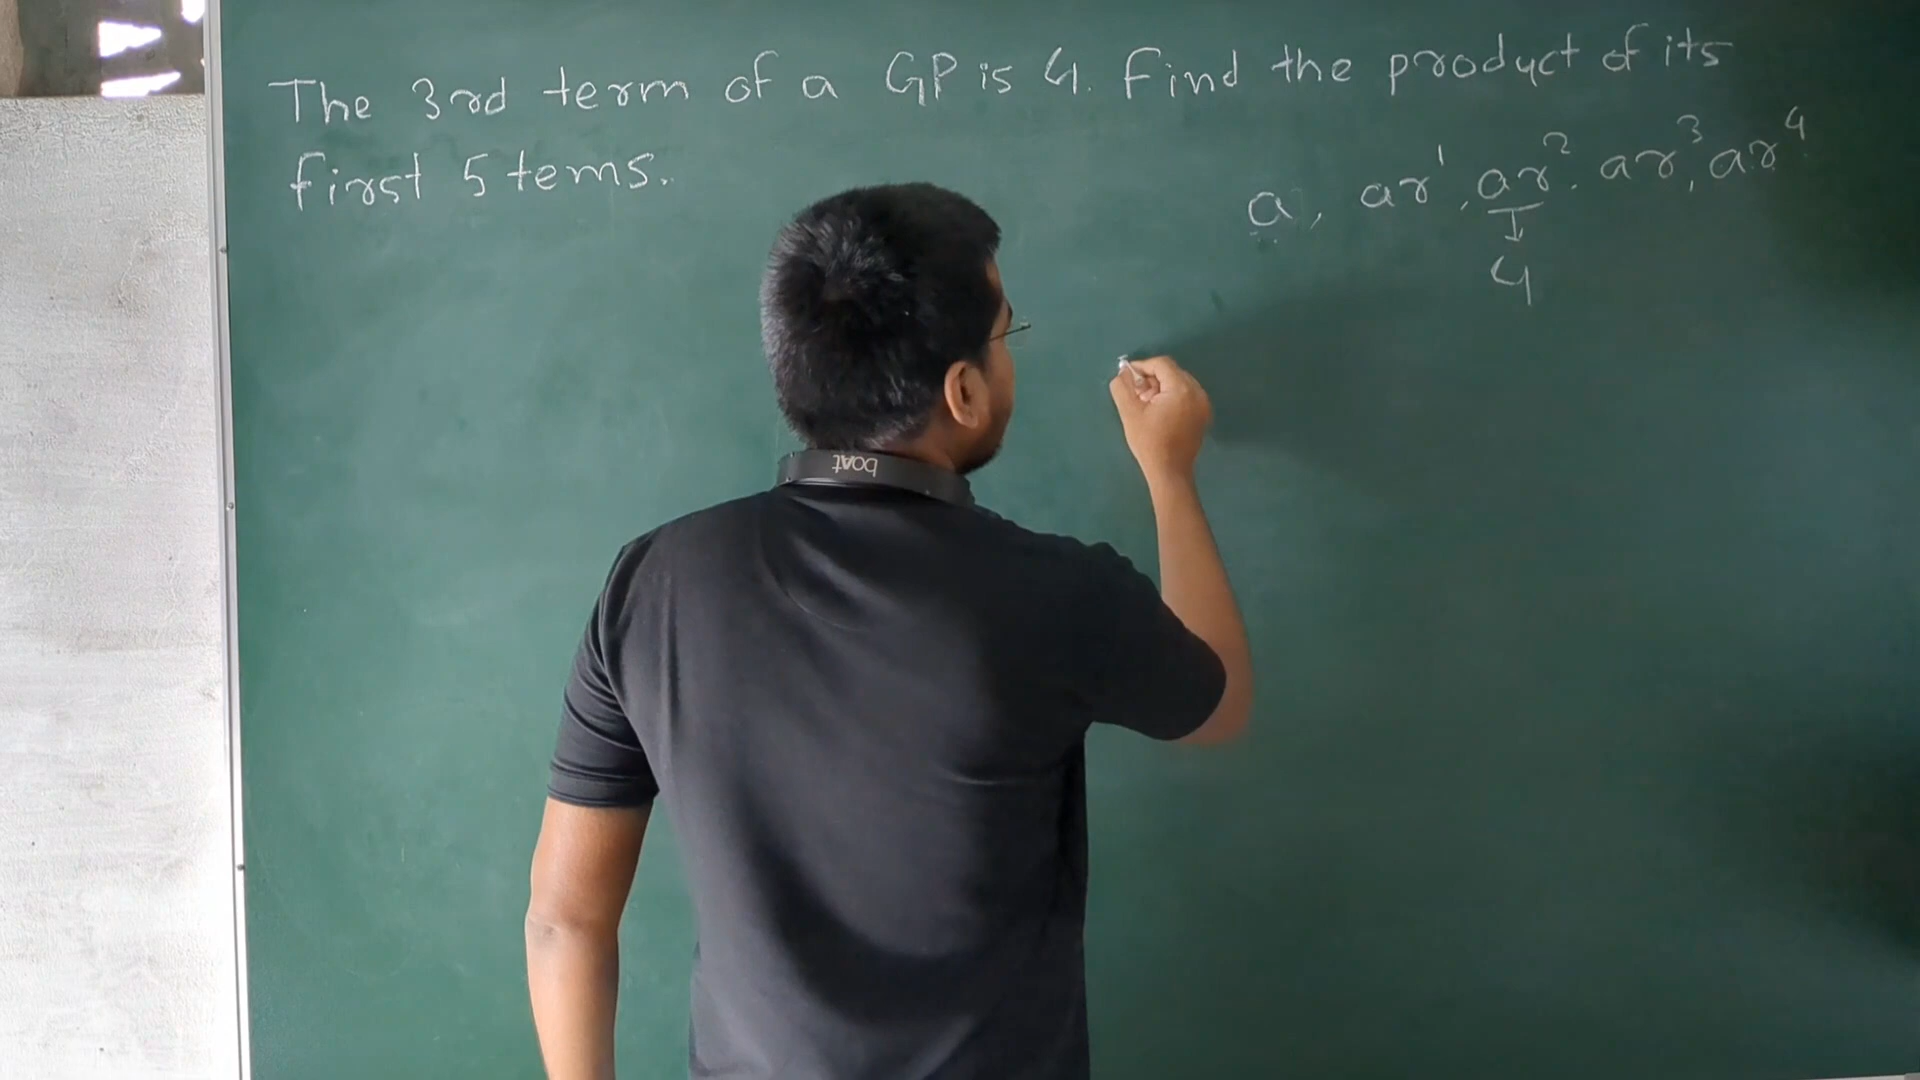 The 3rd term of a GP is 4. Find the product of its
first 5 tems.
a, ar¹, ar². ar³, ar⁴
4
boAt